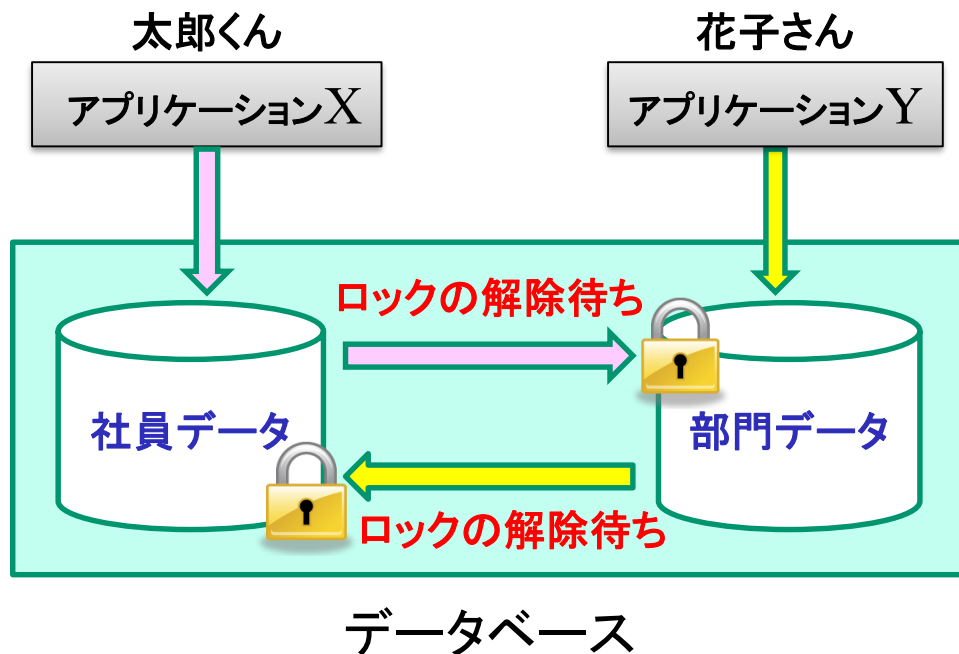 太郎くん
花子さん
アプリケーションX
アプリケーションY
ロックの解除待ち
社員データ
部門データ
ロックの解除待ち
データベース